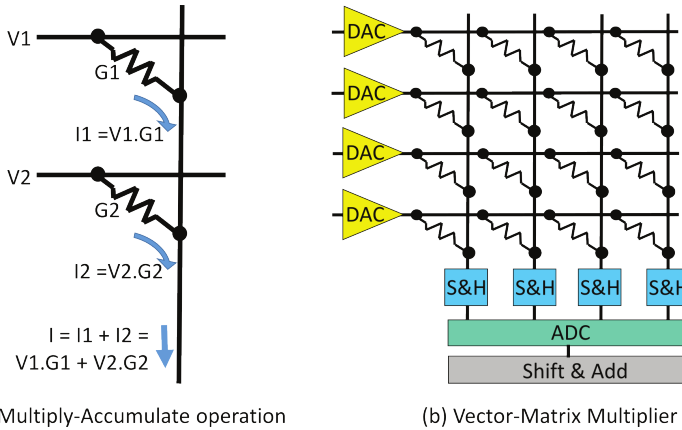 V1
G1
I1 =V1.G1
V2
G2
I2 =V2.G2
I = I1 + I2 =
V1.G1 + V2.G2
Multiply-Accumulate operation
DAC
DAC
DAC
DAC
S&H S&H S&H S&H
ADC
Shift & Add
(b) Vector-Matrix Multiplier